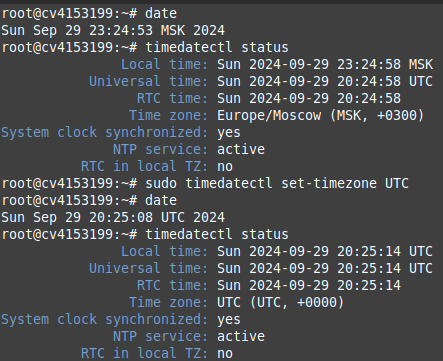 root@cv4153199:~# date
Sun Sep 29 23:24:53 MSK 2024
root@cv4153199:~# timedatectl status
Local time: Sun 2024-09-29 23:24:58 MSK
Universal time: Sun 2024-09-29 20:24:58 UTC
RTC time: Sun 2024-09-29 20:24:58
Time zone: Europe/Moscow (MSK, +0300)
System clock synchronized: yes
NTP service: active
RTC in local TZ: no
root@cv4153199:~# sudo timedatectl set-timezone UTC
root@cv4153199:~# date
Sun Sep 29 20:25:08 UTC 2024
root@cv4153199:~# timedatectl status
Local time: Sun 2024-09-29 20:25:14 UTC
Universal time: Sun 2024-09-29 20:25:14 UTC
RTC time: Sun 2024-09-29 20:25:14
Time zone: UTC (UTC, +0000)
System clock synchronized: yes
NTP service: active
RTC in local TZ: no